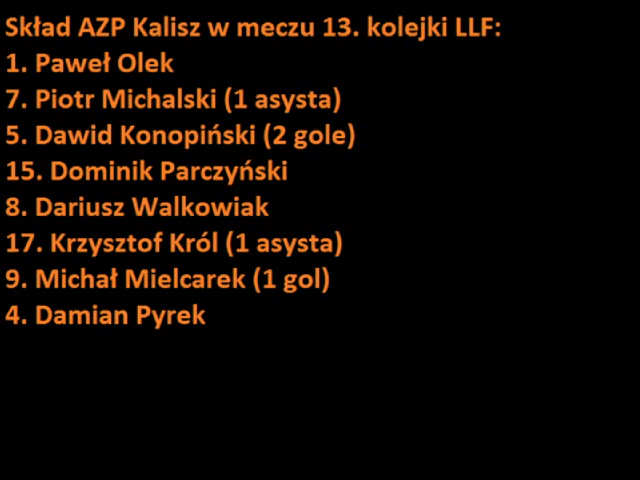 Skład AZP Kalisz w meczu 13. kolejki LLF:
1. Paweł Olek
7. Piotr Michalski (1 asysta)
5. Dawid Konopiński (2 gole)
15. Dominik Parczyński
8. Dariusz Walkowiak
17. Krzysztof Król (1 asysta)
9. Michał Mielcarek (1 gol)
4. Damian Pyrek